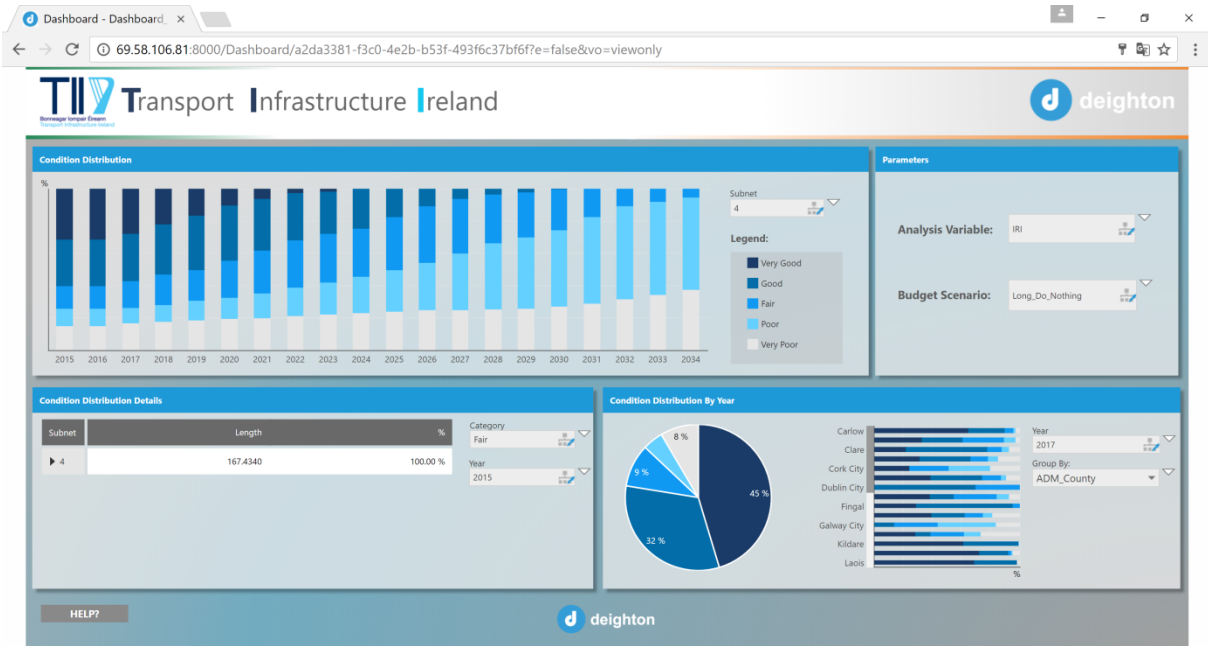 Dashboard - Dashboard_
69.58.106.81:8000/Dashboard/a2da3381-f3c0-4e2b-b53f-493f6c37bf6f?e=false&vo=viewonly
TII
Bonneagar Iompair Éireann
Transport Infrastructure Ireland
Transport Infrastructure Ireland
d deighton
Condition Distribution
%
2015 2016 2017 2018 2019 2020 2021 2022 2023 2024 2025 2026 2027 2028 2029 2030 2031 2032 2033 2034
Subnet
4
Legend:
Very Good
Good
Fair
Poor
Very Poor
Parameters
Analysis Variable:
IRI
Budget Scenario:
Long_Do_Nothing
Condition Distribution Details
Subnet Length %
4 167.4340 100.00 %
Category
Fair
Year
2015
Condition Distribution By Year
8 %
9 %
45 %
32 %
Carlow
Clare
Cork City
Dublin City
Fingal
Galway City
Kildare
Laois
%
Year
2017
Group By:
ADM_County
HELP?
d deighton